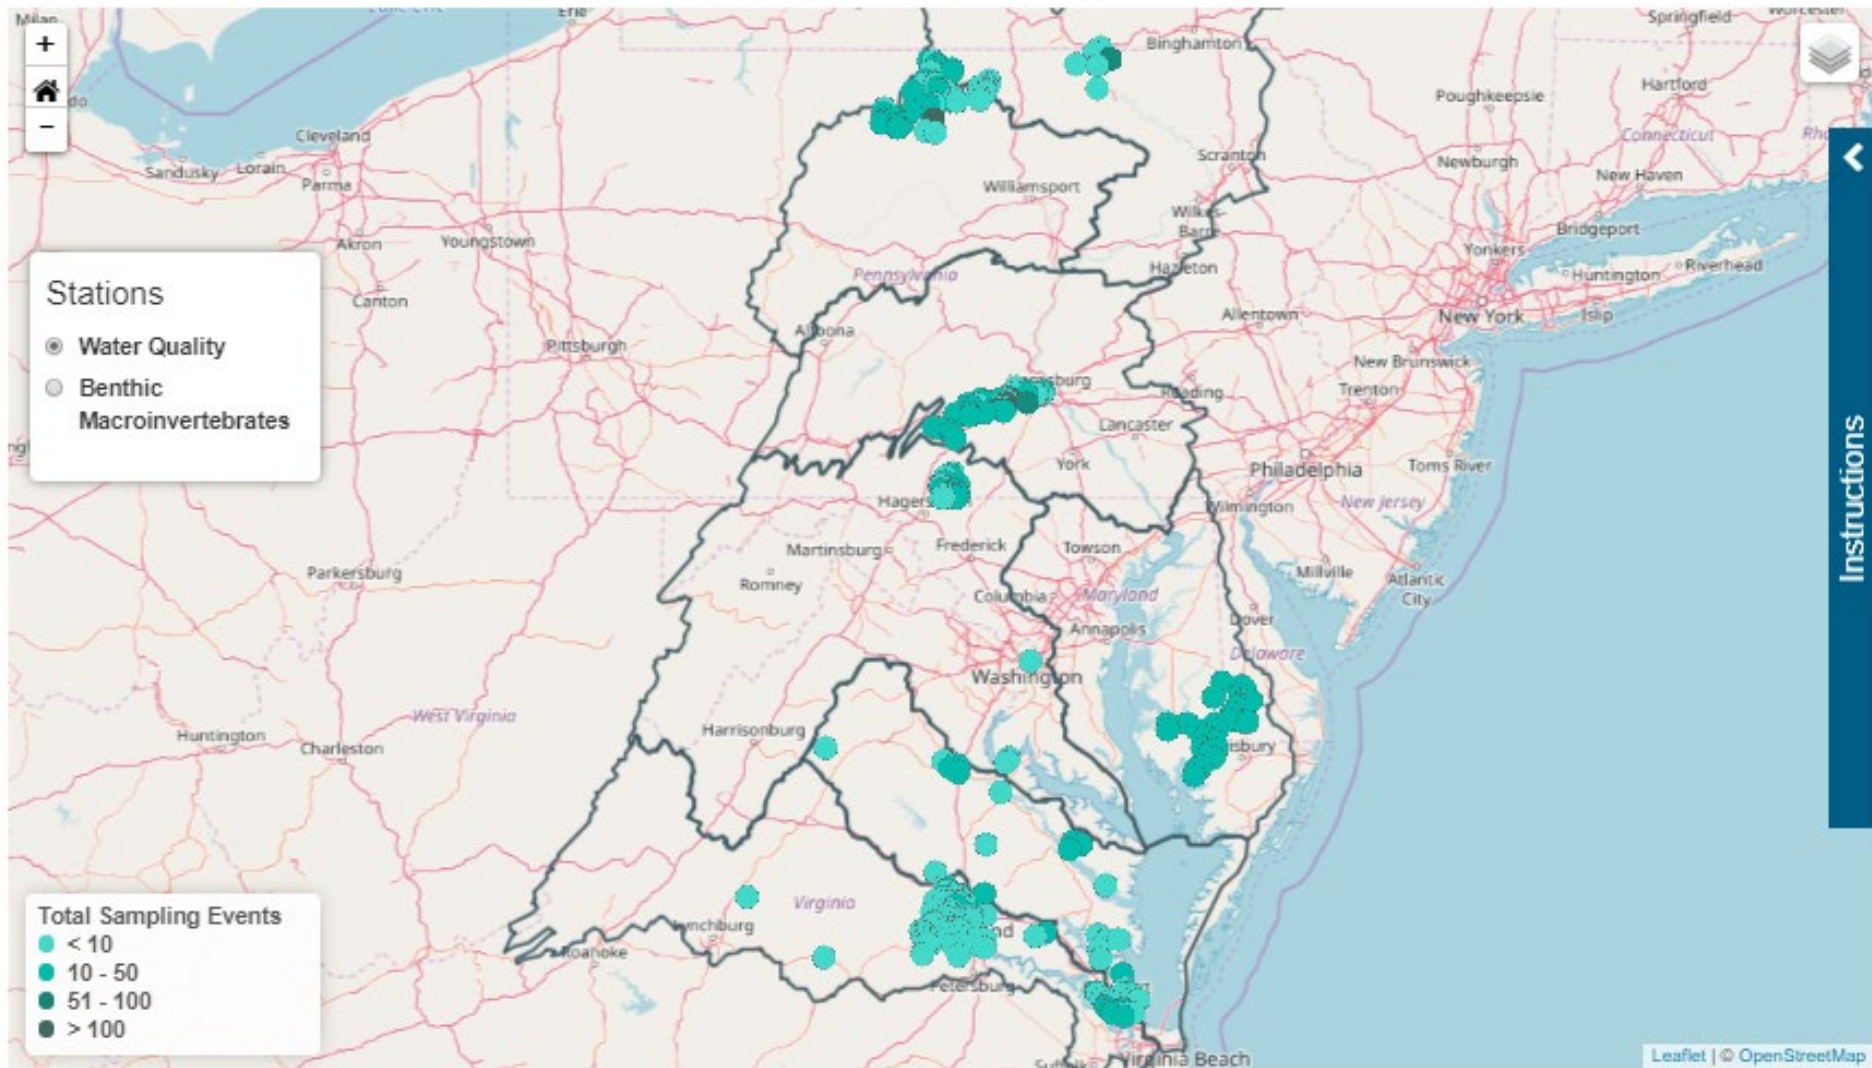 Milan
Erie
Binghamton
Springfield
+
−
Poughkeepsie
Hartford
Cleveland
Connecticut
Sandusky
Lorain
Parma
Scranton
Newburgh
New Haven
Williamsport
Wilkes-
Barre
Bridgeport
Akron
Youngstown
Yonkers
Pennsylvania
Hazleton
Huntington
Riverhead
Canton
Allentown
New York
Islip
Stations
Water Quality
Benthic
Macroinvertebrates
Altoona
Pittsburgh
New Brunswick
Trenton
Reading
Lancaster
York
Philadelphia
Toms River
New Jersey
Wilmington
Instructions
Martinsburg
Frederick
Towson
Parkersburg
Romney
Columbia
Maryland
Millville
Atlantic
City
Annapolis
Dover
Delaware
Washington
West Virginia
Harrisonburg
Huntington
Charleston
Virginia
Lynchburg
Roanoke
Petersburg
Virginia Beach
Total Sampling Events
< 10
10 - 50
51 - 100
> 100
Leaflet | © OpenStreetMap